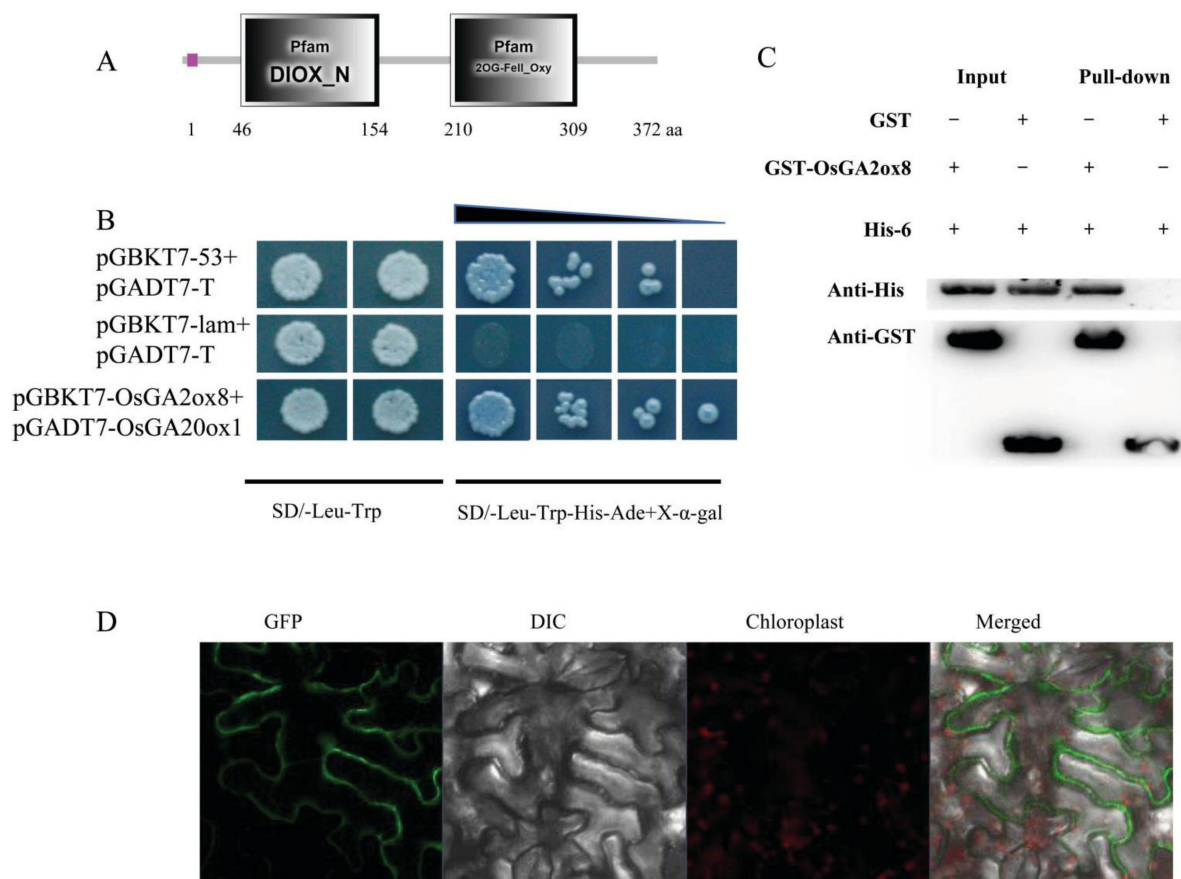 A
Pfam
DIOX_N
Pfam
2OG-FeII_Oxy
1 46 154 210 309 372 aa
B
pGBKT7-53+
pGADT7-T
pGBKT7-lam+
pGADT7-T
pGBKT7-OsGA2ox8+
pGADT7-OsGA20ox1
SD/-Leu-Trp
SD/-Leu-Trp-His-Ade+X-α-gal
C
Input Pull-down
GST − + − +
GST-OsGA2ox8 + − + −
His-6 + + + +
Anti-His
Anti-GST
D
GFP DIC Chloroplast Merged